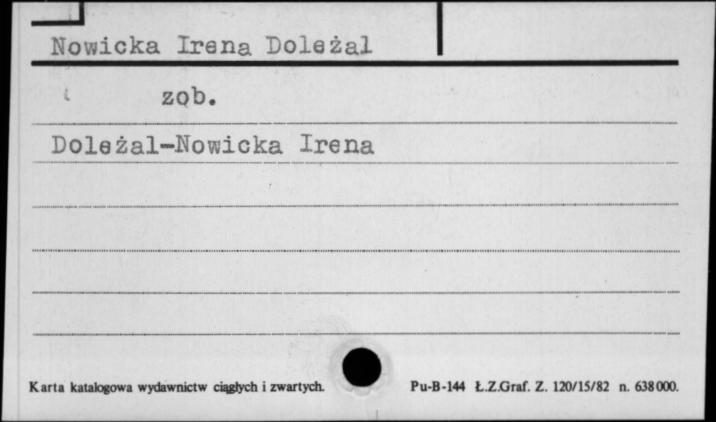 Nowicka Irena Doleżal
zob.
Doleżal-Nowicka Irena
Karta katalogowa wydawnictw ciągłych i zwartych. Pu-B-144 Ł.Z.Graf. Z. 120/15/82 n. 638000.